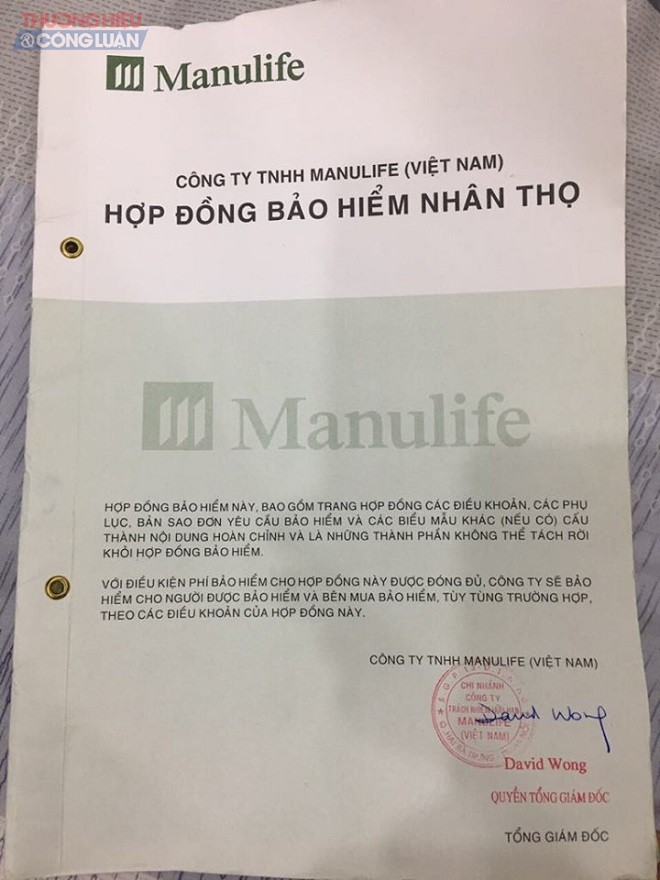 THƯƠNG HIỆU
& CÔNG LUẬN
Manulife
CÔNG TY TNHH MANULIFE (VIỆT NAM)
HỢP ĐỒNG BẢO HIỂM NHÂN THỌ
Manulife
HỢP ĐỒNG BẢO HIỂM NÀY, BAO GỒM TRANG HỢP ĐỒNG CÁC ĐIỀU KHOẢN, CÁC PHỤ
LỤC, BẢN SAO ĐƠN YÊU CẦU BẢO HIỂM VÀ CÁC BIỂU MẪU KHÁC (NẾU CÓ) CẤU
THÀNH NỘI DUNG HOÀN CHỈNH VÀ LÀ NHỮNG THÀNH PHẦN KHÔNG THỂ TÁCH RỜI
KHỎI HỢP ĐỒNG BẢO HIỂM.
VỚI ĐIỀU KIỆN PHÍ BẢO HIỂM CHO HỢP ĐỒNG NÀY ĐƯỢC ĐÓNG ĐỦ, CÔNG TY SẼ BẢO
HIỂM CHO NGƯỜI ĐƯỢC BẢO HIỂM VÀ BÊN MUA BẢO HIỂM, TÙY TỪNG TRƯỜNG HỢP,
THEO CÁC ĐIỀU KHOẢN CỦA HỢP ĐỒNG NÀY.
CÔNG TY TNHH MANULIFE (VIỆT NAM)
CHI NHÁNH
CÔNG TY
TRÁCH NHIỆM HỮU HẠN
MANULIFE
(VIỆT NAM)
David Wong
David Wong
QUYỀN TỔNG GIÁM ĐỐC
TỔNG GIÁM ĐỐC